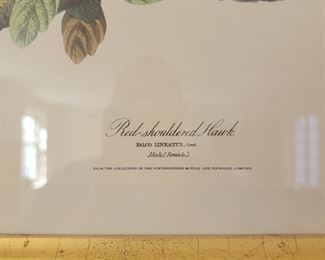 Red-shouldered Hawk.
FALCO LINEATUS, Gmel.
Male 1 Female 2
FROM THE COLLECTION OF THE NORTHWESTERN MUTUAL LIFE INSURANCE COMPANY